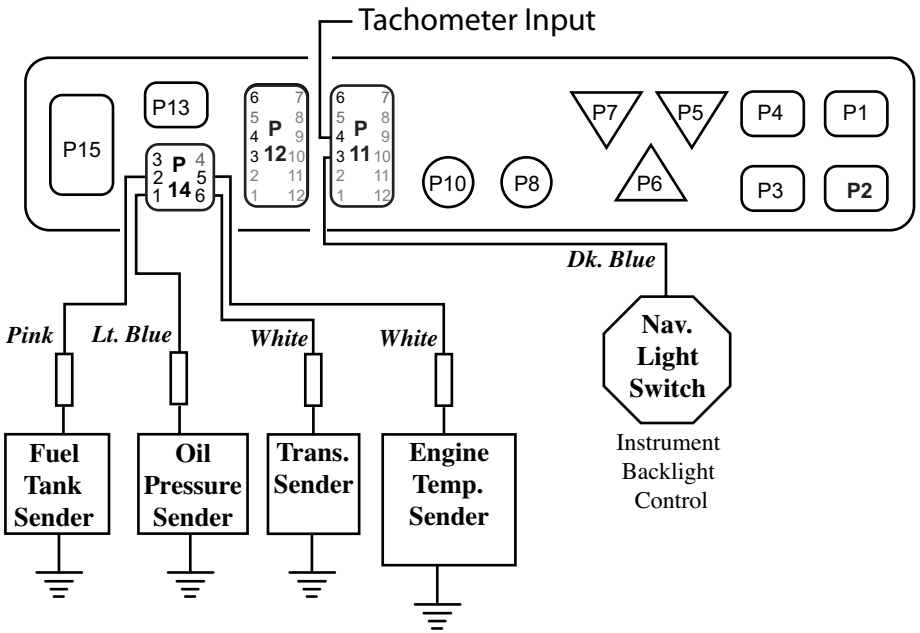 Tachometer Input
P15
P13
3 P 4
2 5
1 14 6
6 7
5 8
4 P 9
3 12 10
2 11
1 12
6 7
5 8
4 P 9
3 11 10
2 11
1 12
P10
P8
P7
P5
P6
P4
P1
P3
P2
Dk. Blue
Pink
Lt. Blue
White
White
Nav.
Light
Switch
Instrument
Backlight
Control
Fuel
Tank
Sender
Oil
Pressure
Sender
Trans.
Sender
Engine
Temp.
Sender